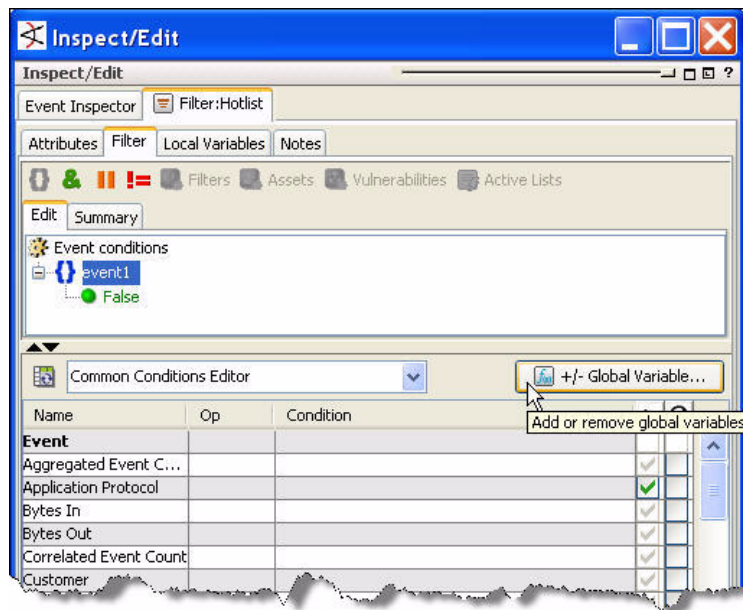 Inspect/Edit
Inspect/Edit
Event Inspector Filter:Hotlist
Attributes Filter Local Variables Notes
{} & || != Filters Assets Vulnerabilities Active Lists
Edit Summary
Event conditions
{} event1
False
Common Conditions Editor +/- Global Variable...
Name Op Condition
Add or remove global variables
Event
Aggregated Event C...
Application Protocol
Bytes In
Bytes Out
Correlated Event Count
Customer